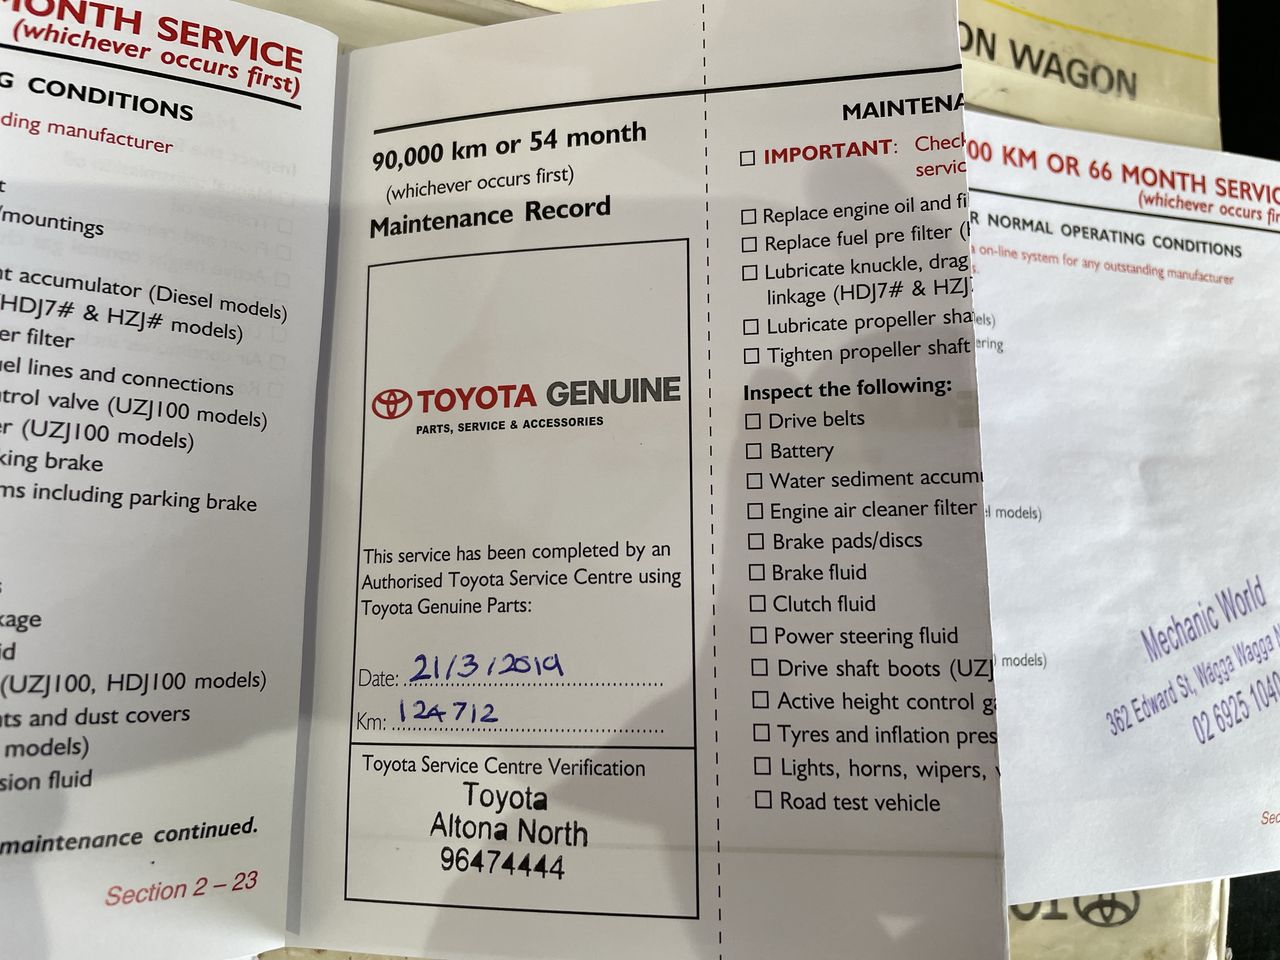 MONTH SERVICE
(whichever occurs first)
G CONDITIONS
ding manufacturer
t
/mountings
nt accumulator (Diesel models)
(HDJ7# & HZJ# models)
er filter
uel lines and connections
ntrol valve (UZJ100 models)
er (UZJ100 models)
king brake
ms including parking brake
s
kage
id
(UZJ100, HDJ100 models)
nts and dust covers
models)
sion fluid
maintenance continued.
Section 2 – 23
90,000 km or 54 month
(whichever occurs first)
Maintenance Record
TOYOTA GENUINE
PARTS, SERVICE & ACCESSORIES
This service has been completed by an
Authorised Toyota Service Centre using
Toyota Genuine Parts:
Date: 21/3/2019
Km: 124712
Toyota Service Centre Verification
Toyota
Altona North
96474444
MAINTENA
IMPORTANT: Check
servic
Replace engine oil and fi
Replace fuel pre filter (
Lubricate knuckle, drag
linkage (HDJ7# & HZJ7
Lubricate propeller sha
Tighten propeller shaft
Inspect the following:
Drive belts
Battery
Water sediment accum
Engine air cleaner filter
Brake pads/discs
Brake fluid
Clutch fluid
Power steering fluid
Drive shaft boots (UZJ
Active height control g
Tyres and inflation pres
Lights, horns, wipers,
Road test vehicle
ON WAGON
00 KM OR 66 MONTH SERVIC
(whichever occurs fir
R NORMAL OPERATING CONDITIONS
a on-line system for any outstanding manufacturer
s.
els)
ering
el models)
models)
Mechanic World
362 Edward St, Wagga Wagga
02 6925 1040
Sec